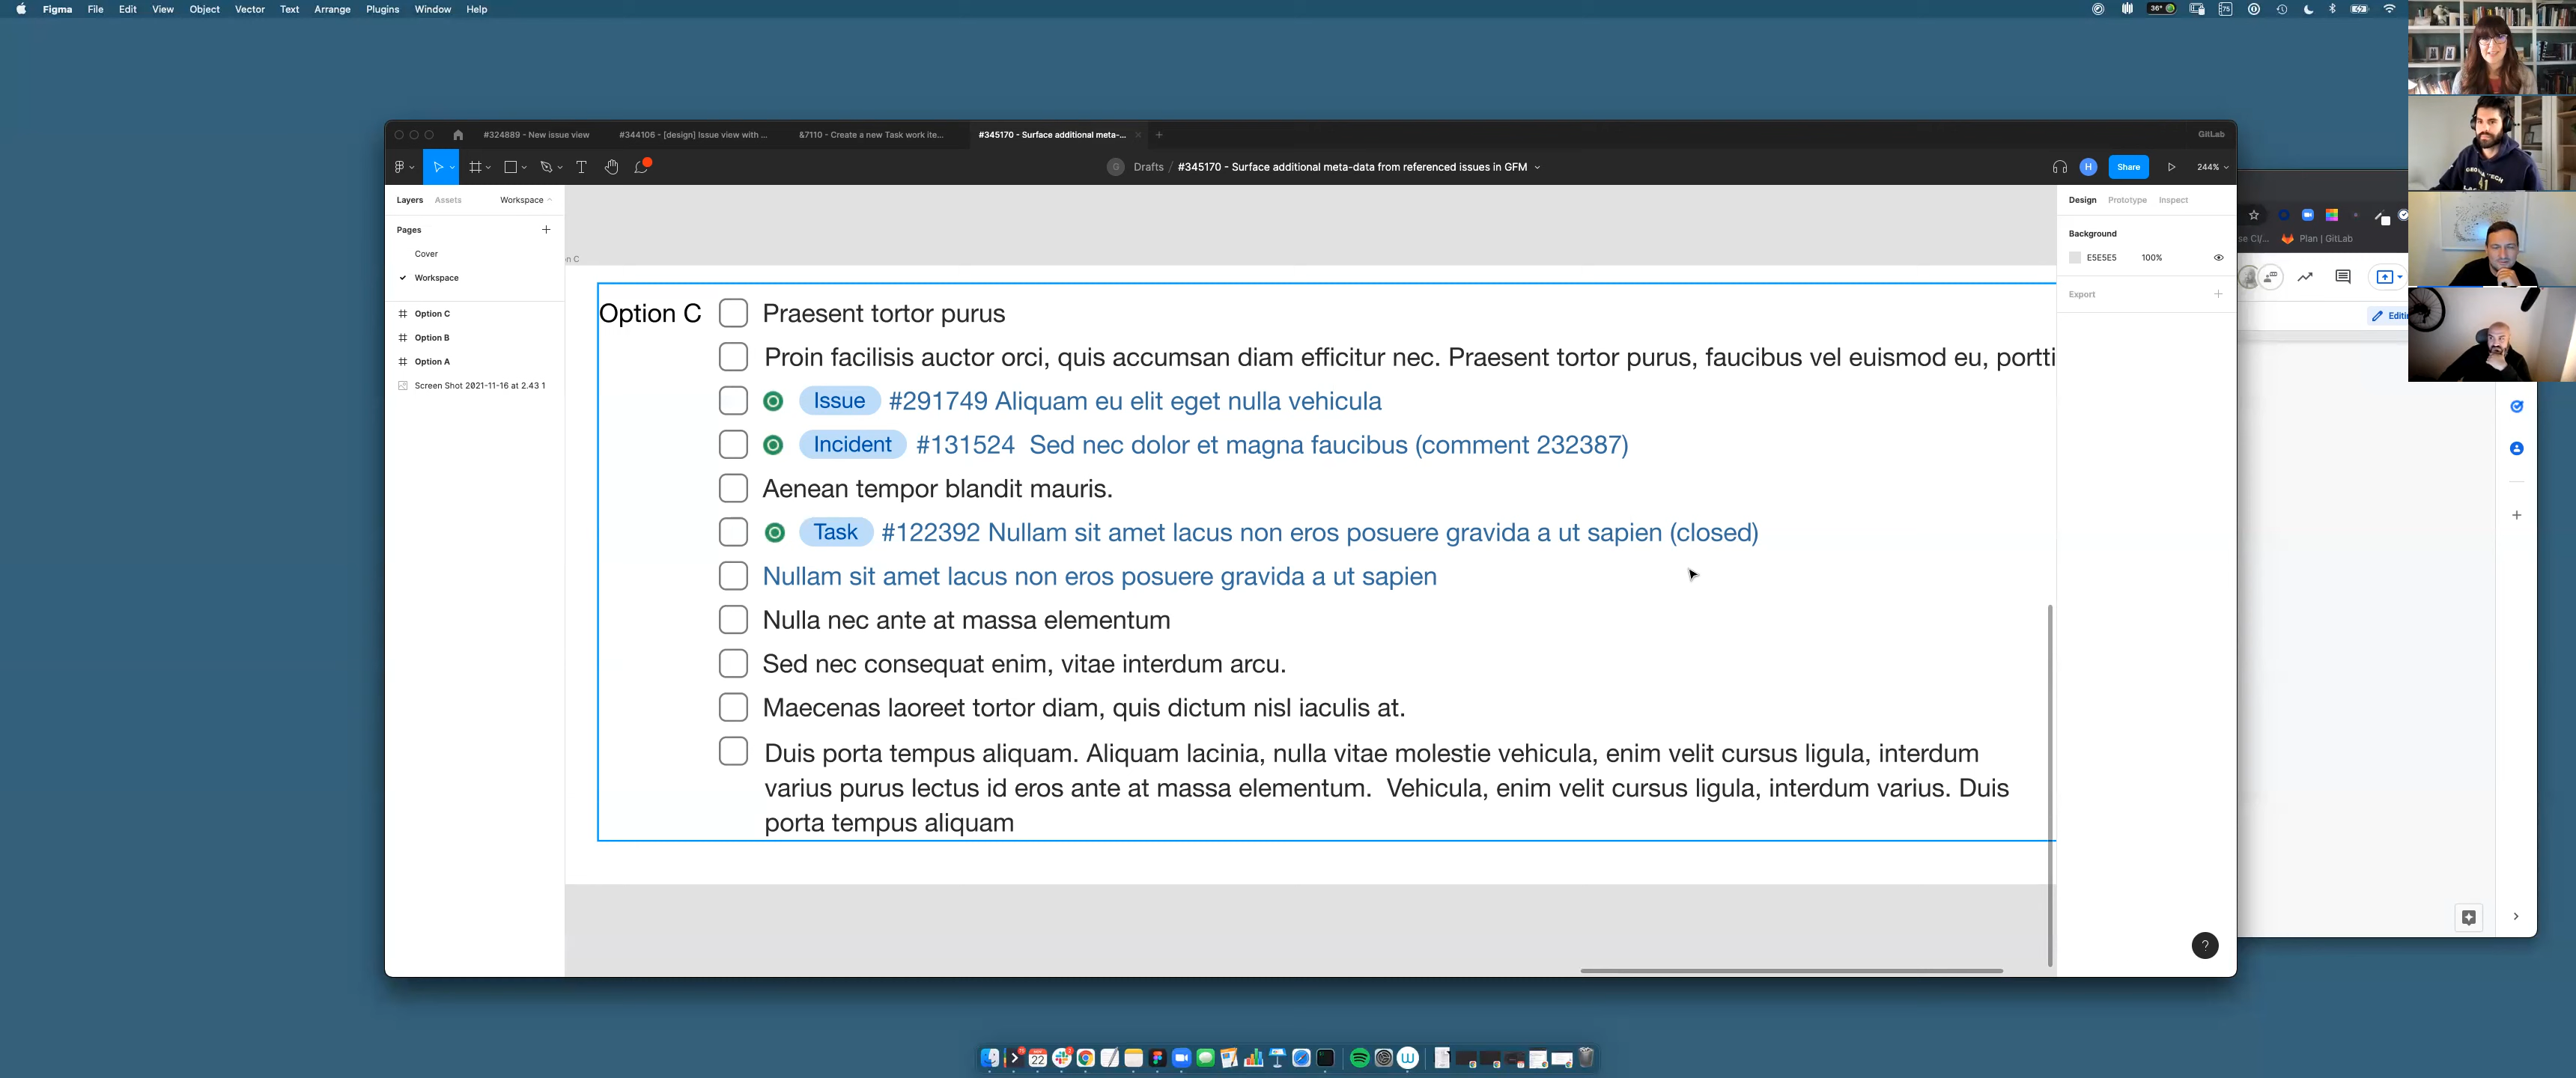 Figma File Edit View Object Vector Text Arrange Plugins Window Help
36°
75
#324889 - New issue view
#344106 - [design] Issue view with ...
&7110 - Create a new Task work ite...
#345170 - Surface additional meta-...
GitLab
G Drafts / #345170 - Surface additional meta-data from referenced issues in GFM
H Share 244%
Layers Assets Workspace
Pages
Cover
Workspace
Option C
Option B
Option A
Screen Shot 2021-11-16 at 2.43 1
n C
Option C
Praesent tortor purus
Proin facilisis auctor orci, quis accumsan diam efficitur nec. Praesent tortor purus, faucibus vel euismod eu, portti
Issue #291749 Aliquam eu elit eget nulla vehicula
Incident #131524 Sed nec dolor et magna faucibus (comment 232387)
Aenean tempor blandit mauris.
Task #122392 Nullam sit amet lacus non eros posuere gravida a ut sapien (closed)
Nullam sit amet lacus non eros posuere gravida a ut sapien
Nulla nec ante at massa elementum
Sed nec consequat enim, vitae interdum arcu.
Maecenas laoreet tortor diam, quis dictum nisl iaculis at.
Duis porta tempus aliquam. Aliquam lacinia, nulla vitae molestie vehicula, enim velit cursus ligula, interdum
varius purus lectus id eros ante at massa elementum. Vehicula, enim velit cursus ligula, interdum varius. Duis
porta tempus aliquam
Design Prototype Inspect
Background
E5E5E5 100%
Export
?
se CI/...
Plan | GitLab
Editi
22